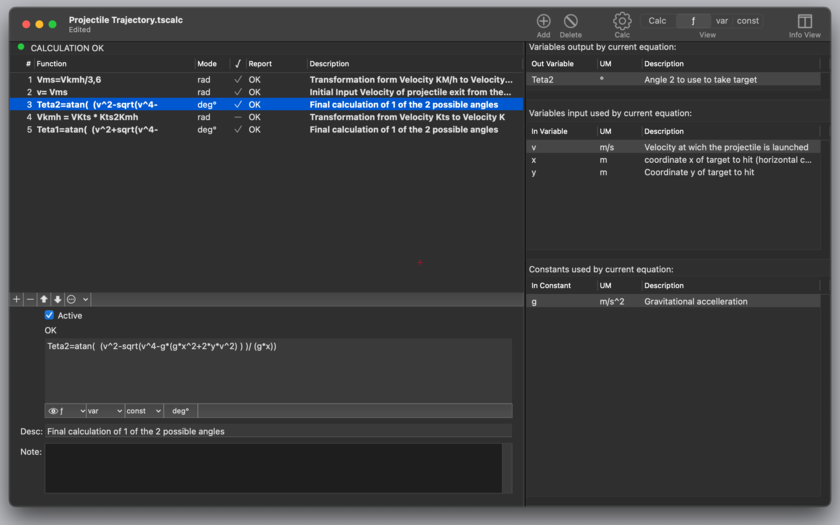 Projectile Trajectory.tscalc
Edited
Calc ƒ var const
Add Delete Calc View Info View
CALCULATION OK
# Function Mode √ Report Description
1 Vms=Vkmh/3,6 rad ✓ OK Transformation form Velocity KM/h to Velocity...
2 v= Vms rad ✓ OK Initial Input Velocity of projectile exit from the...
3 Teta2=atan( (v^2-sqrt(v^4- deg° ✓ OK Final calculation of 1 of the 2 possible angles
4 Vkmh = VKts * Kts2Kmh rad — OK Transformation from Velocity Kts to Velocity K
5 Teta1=atan( (v^2+sqrt(v^4- deg° ✓ OK Final calculation of 1 of the 2 possible angles
Active
OK
Teta2=atan( (v^2-sqrt(v^4-g*(g*x^2+2*y*v^2) ) )/ (g*x))
ƒ var const deg°
Desc: Final calculation of 1 of the 2 possible angles
Note:
Variables output by current equation:
Out Variable UM Description
Teta2 ° Angle 2 to use to take target
Variables input used by current equation:
In Variable UM Description
v m/s Velocity at wich the projectile is launched
x m coordinate x of target to hit (horizontal c...
y m Coordinate y of target to hit
Constants used by current equation:
In Constant UM Description
g m/s^2 Gravitational accelleration